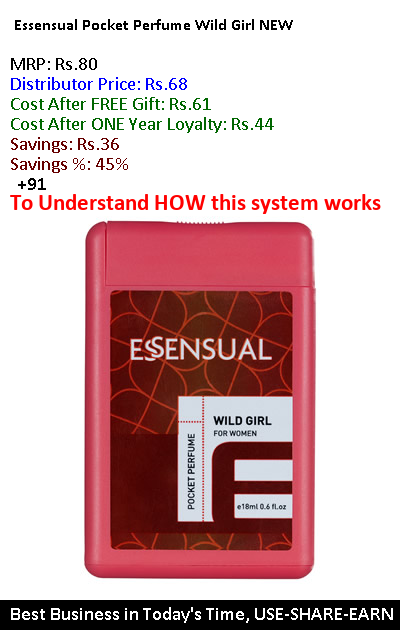 Essensual Pocket Perfume Wild Girl NEW
MRP: Rs.80
Distributor Price: Rs.68
Cost After FREE Gift: Rs.61
Cost After ONE Year Loyalty: Rs.44
Savings: Rs.36
Savings %: 45%
+91
To Understand HOW this system works
ESSENSUAL
POCKET PERFUME
WILD GIRL
FOR WOMEN
e18ml 0.6 fl.oz
Best Business in Today's Time, USE-SHARE-EARN